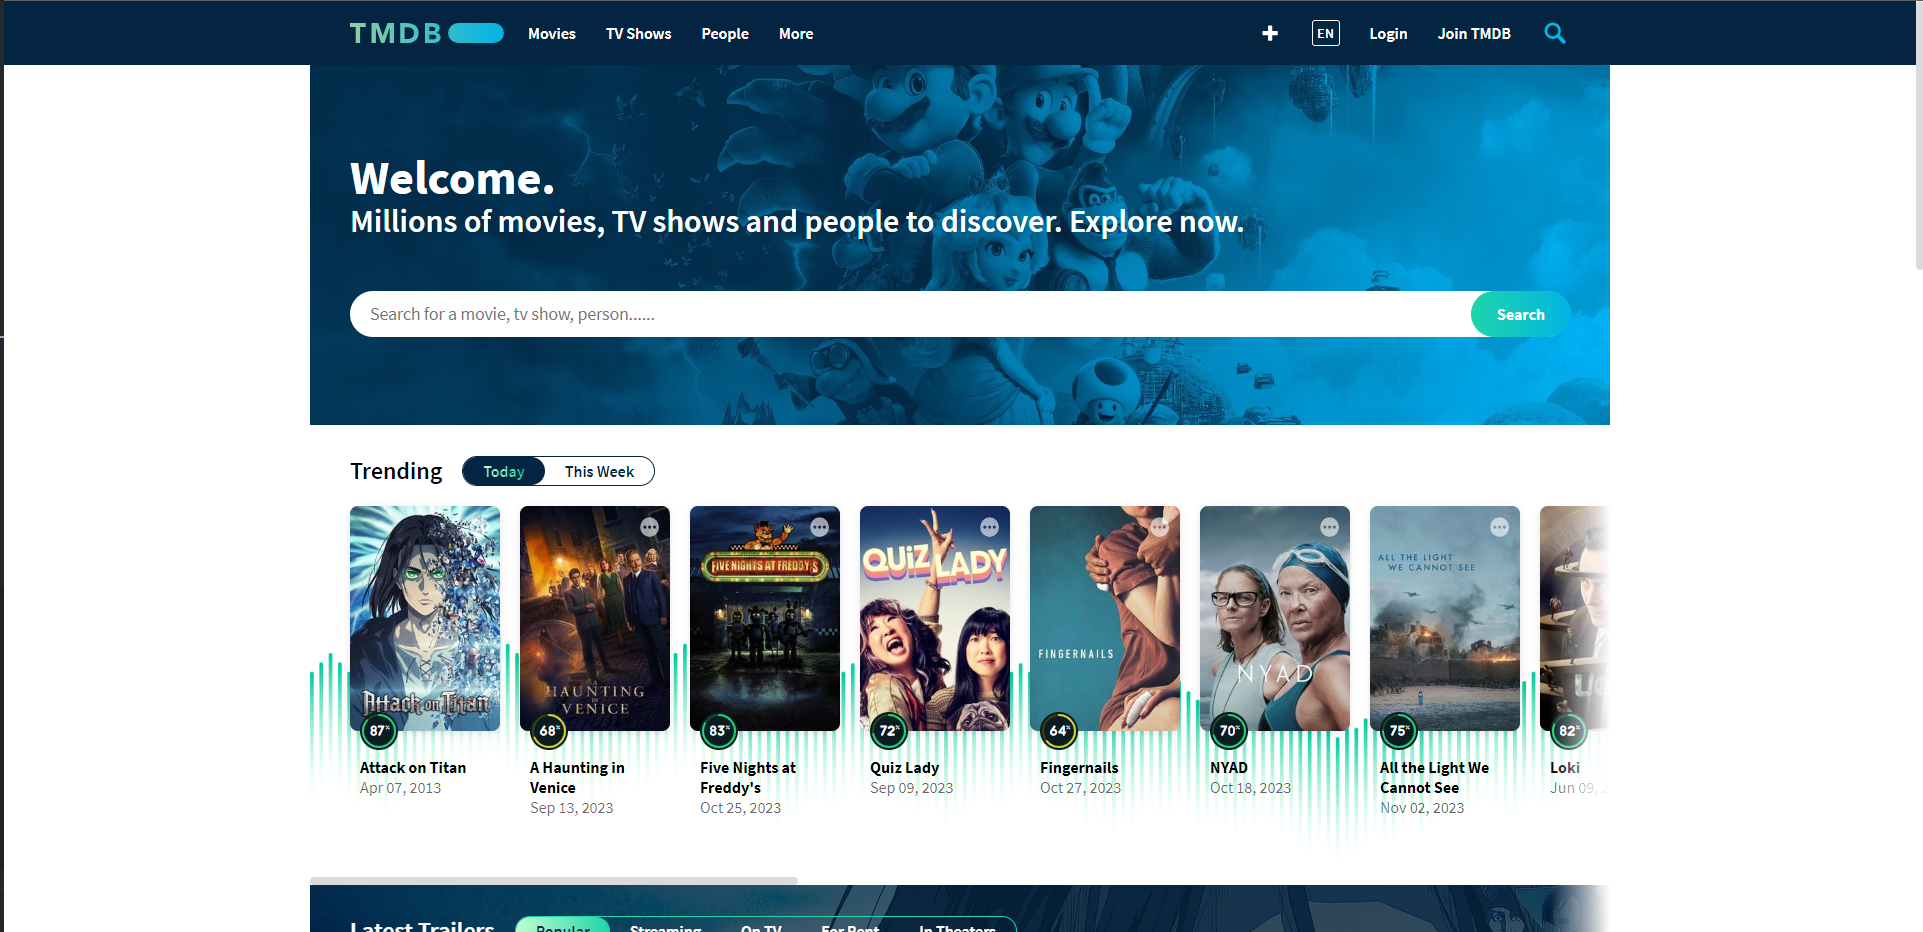 TMDB Movies TV Shows People More EN Login Join TMDB
Welcome.
Millions of movies, TV shows and people to discover. Explore now.
Search for a movie, tv show, person...... Search
Trending Today This Week
Attack on Titan
A HAUNTING IN VENICE
FIVE NIGHTS AT FREDDY'S
QUIZ LADY
FINGERNAILS
NYAD
ALL THE LIGHT
WE CANNOT SEE
87% 68% 83% 72% 64% 70% 75% 82%
Attack on Titan
Apr 07, 2013
A Haunting in
Venice
Sep 13, 2023
Five Nights at
Freddy's
Oct 25, 2023
Quiz Lady
Sep 09, 2023
Fingernails
Oct 27, 2023
NYAD
Oct 18, 2023
All the Light We
Cannot See
Nov 02, 2023
Loki
Jun 09, 2
Latest Trailers Popular Streaming On TV For Rent In Theaters